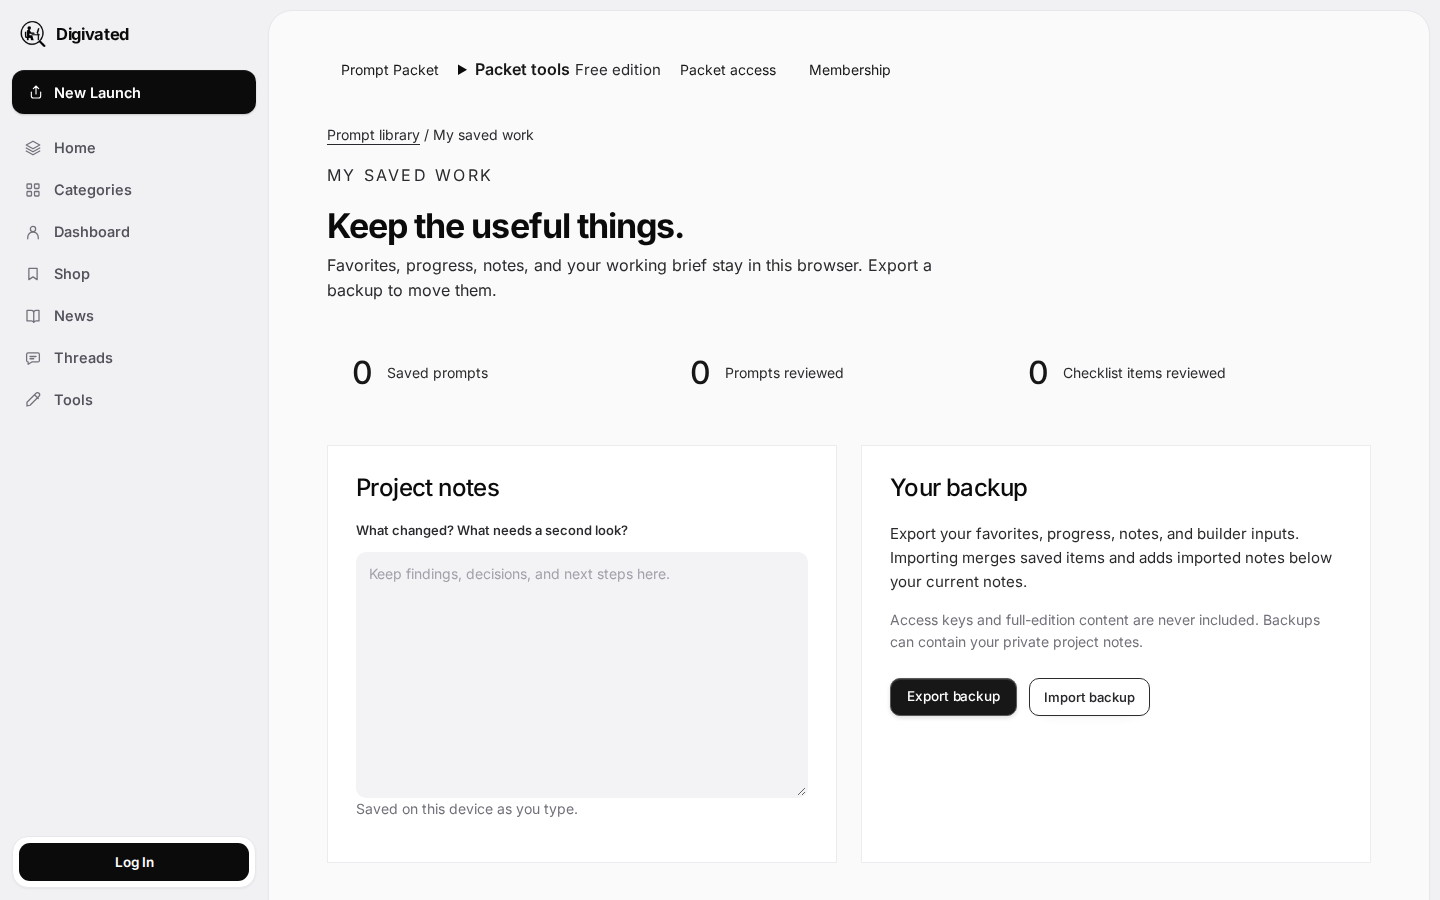 Digivated
New Launch
Home
Categories
Dashboard
Shop
News
Threads
Tools
Log In
Prompt Packet
Packet tools Free edition
Packet access
Membership
Prompt library / My saved work
MY SAVED WORK
Keep the useful things.
Favorites, progress, notes, and your working brief stay in this browser. Export a
backup to move them.
0 Saved prompts
0 Prompts reviewed
0 Checklist items reviewed
Project notes
What changed? What needs a second look?
Keep findings, decisions, and next steps here.
Saved on this device as you type.
Your backup
Export your favorites, progress, notes, and builder inputs.
Importing merges saved items and adds imported notes below
your current notes.
Access keys and full-edition content are never included. Backups
can contain your private project notes.
Export backup
Import backup